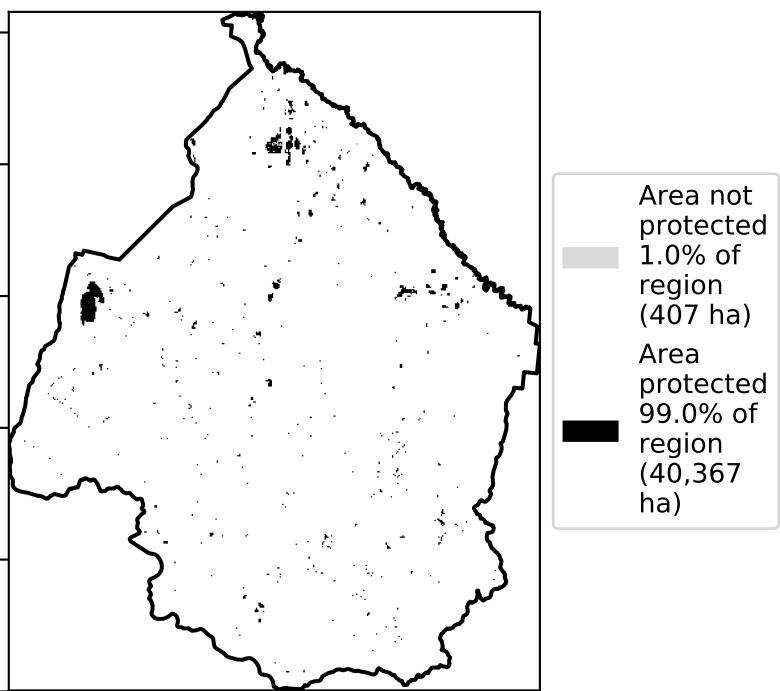 Area not
protected
1.0% of
region
(407 ha)
Area
protected
99.0% of
region
(40,367
ha)